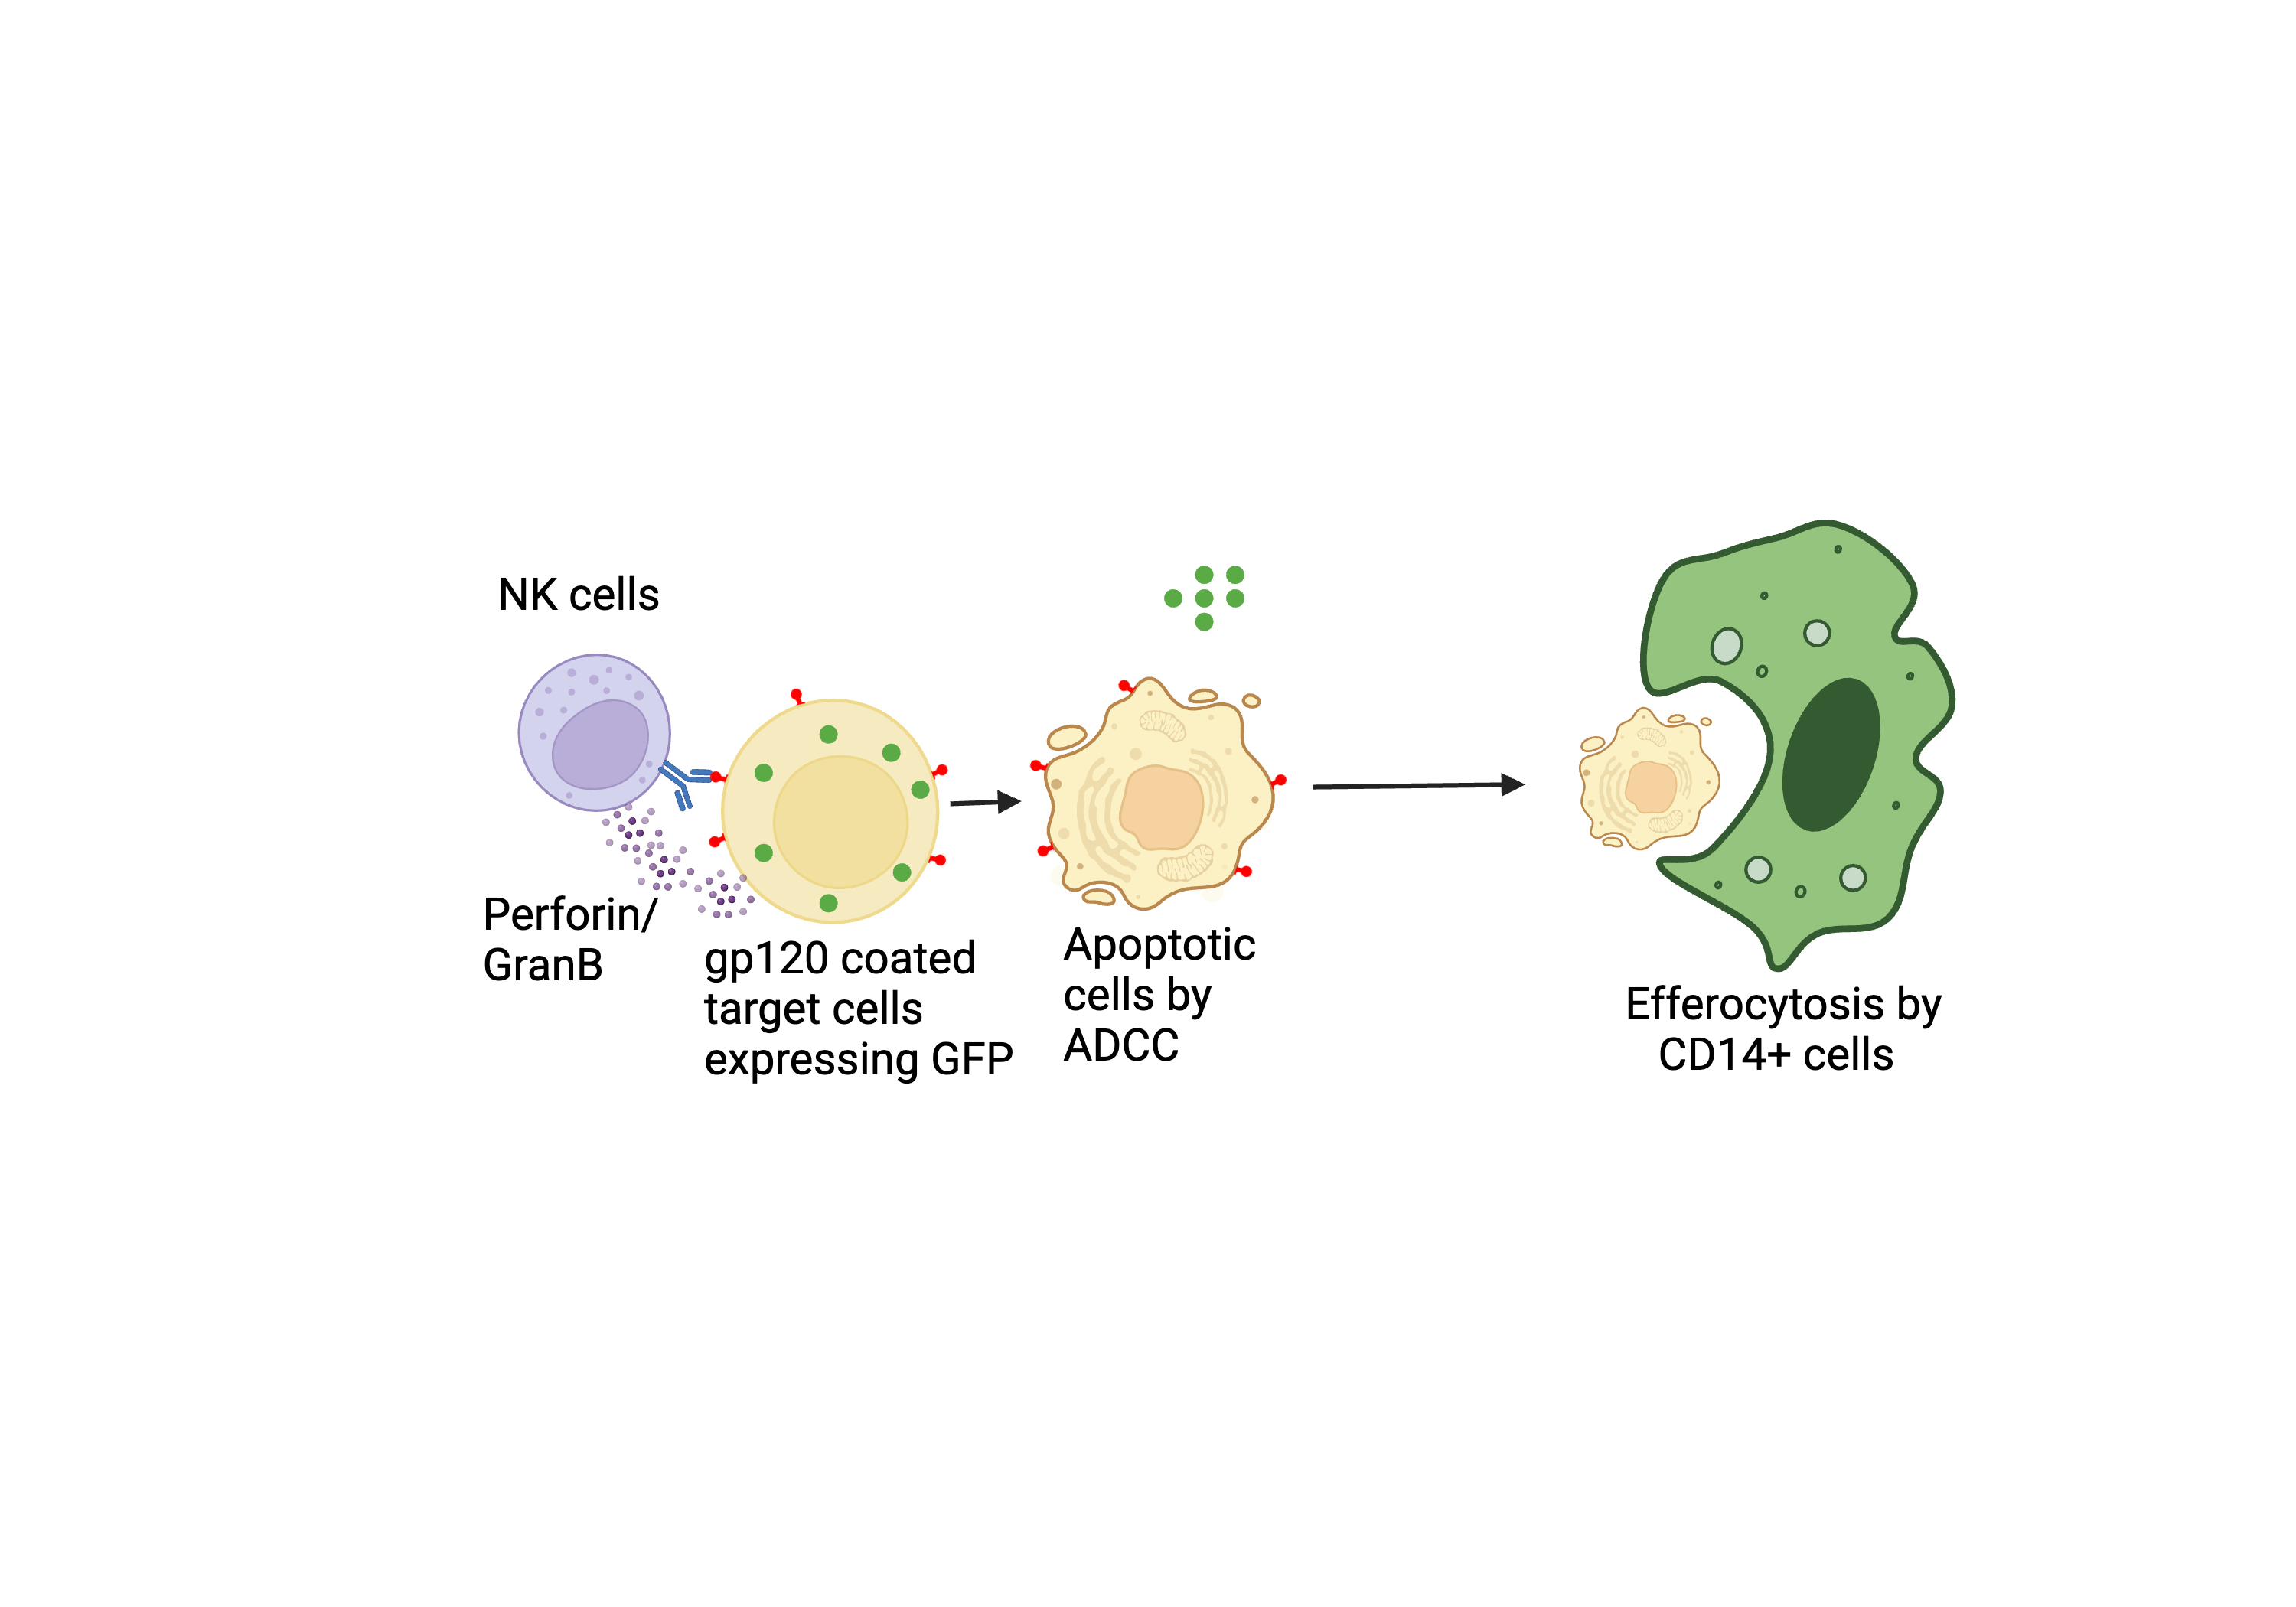 NK cells
Perforin/
GranB
gp120 coated
target cells
expressing GFP
Apoptotic
cells by
ADCC
Efferocytosis by
CD14+ cells